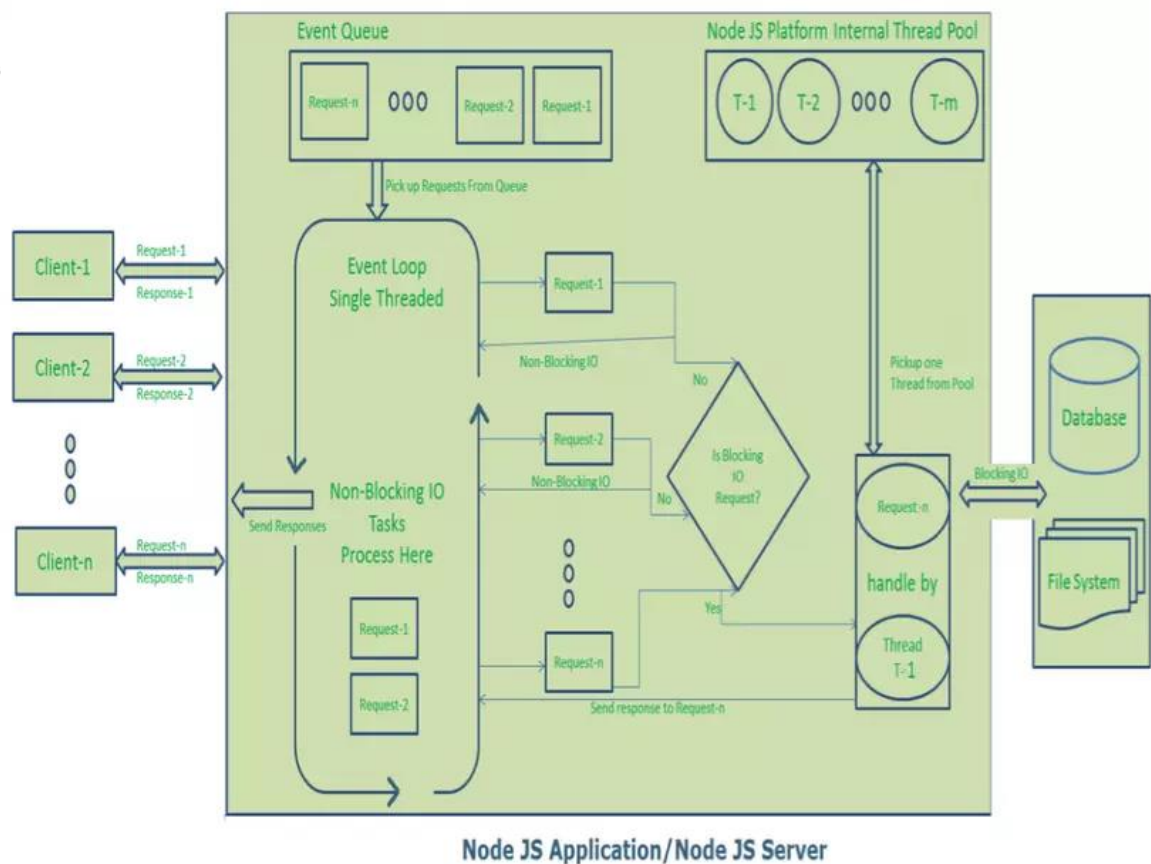 Event Queue
Node JS Platform Internal Thread Pool
Request-n
Request-2
Request-1
T-1
T-2
T-m
Pick up Requests From Queue
Client-1
Request-1
Response-1
Client-2
Request-2
Response-2
Client-n
Request-n
Response-n
Event Loop
Single Threaded
Request-1
Non-Blocking IO
No
Request-2
Non-Blocking IO
No
Is Blocking
IO
Request?
Yes
Pickup one
Thread from Pool
Send Responses
Non-Blocking IO
Tasks
Process Here
Request-1
Request-2
Request-n
Send response to Request-n
Request-n
handle by
Thread
T-1
Blocking IO
Database
File System
Node JS Application/Node JS Server